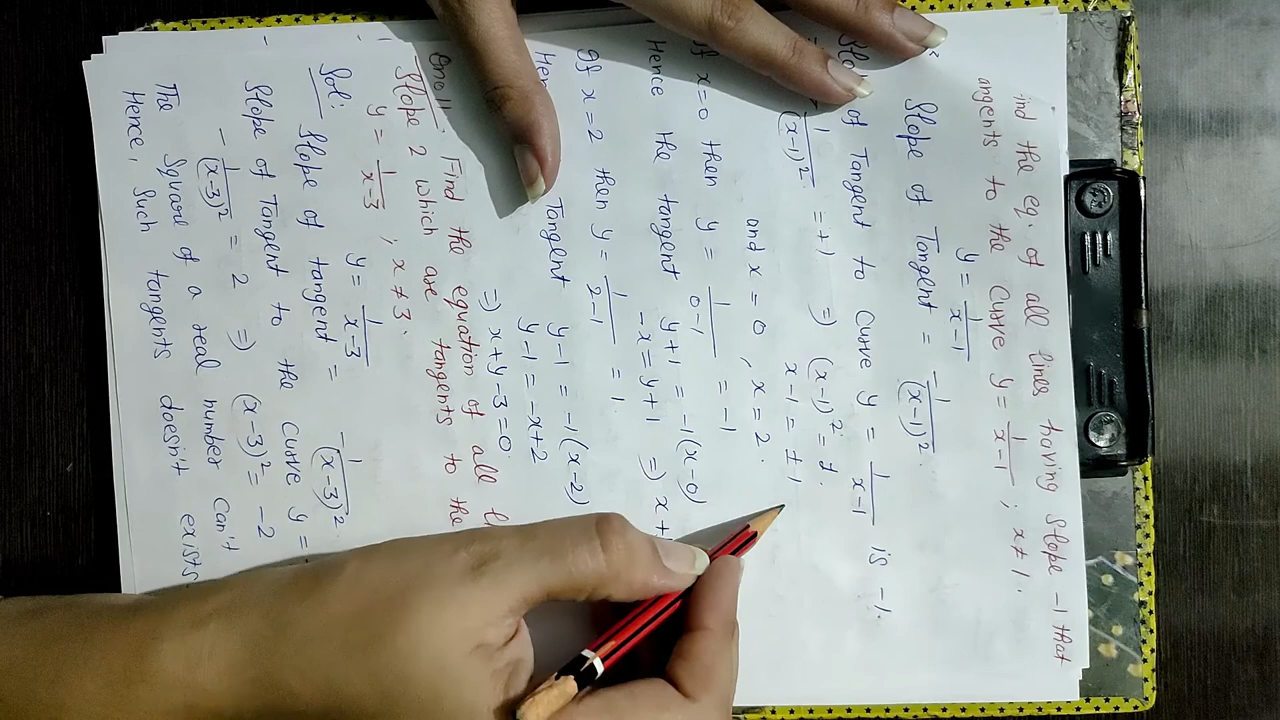 ind the eq. of all lines having slope -1 that
angents to the curve y = 1/(x-1) ; x ≠ 1.
y = 1/(x-1)
Slope of Tangent = -1/(x-1)².
of Tangent to curve y = 1/(x-1) is -1.
1/(x-1)² = +1 ⇒ (x-1)² = 1.
x-1 = ±1
and x = 0 , x = 2.
If x=0 then y = 1/(0-1) = -1
Hence the tangent y+1 = -1(x-0)
-x = y+1 ⇒ x+
If x = 2 then y = 1/(2-1) = 1.
Tangent y-1 = -1(x-2)
y-1 = -x+2
⇒ x+y-3=0.
Find the equation of all
Slope 2 which are tangents to the
y = 1/(x-3) ; x ≠ 3.
Sol: y = 1/(x-3)
Slope of tangent = -1/(x-3)².
Slope of Tangent to the curve y =
-1/(x-3)² = 2 ⇒ (x-3)² = -2
The Square of a real number can't
Hence, Such tangents doesn't exists